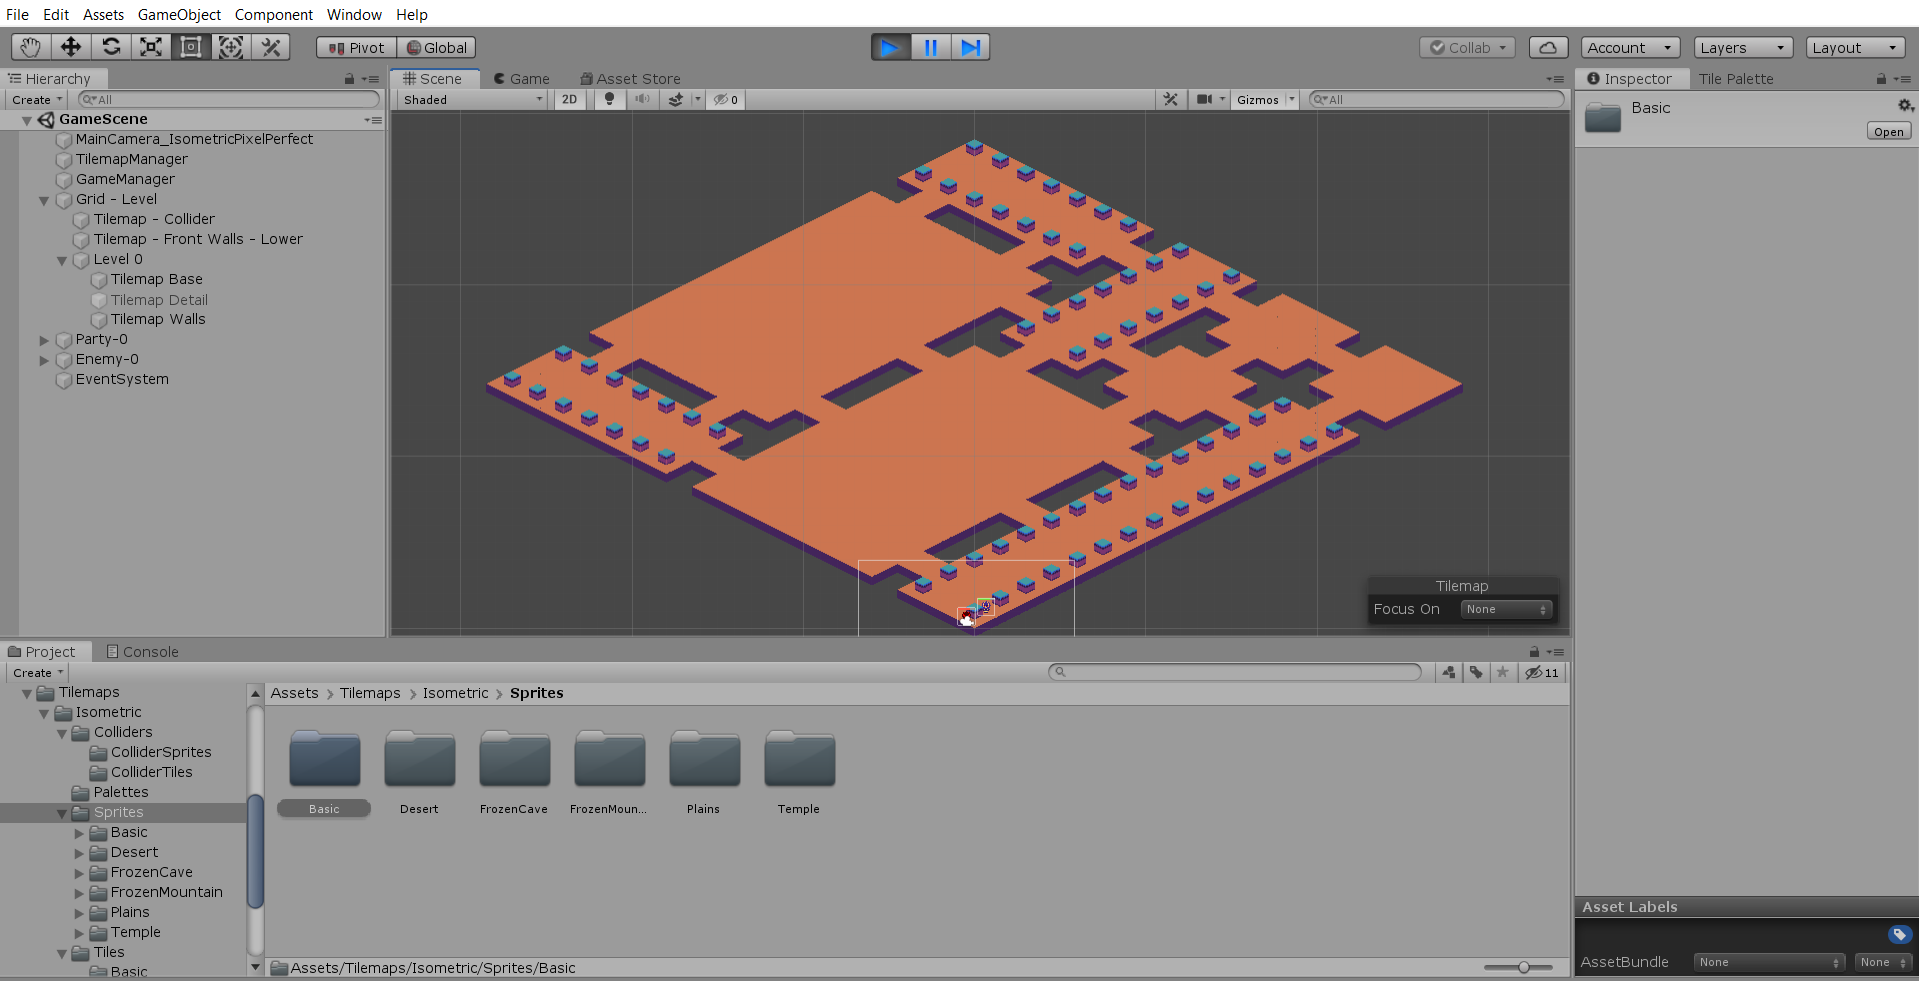 File Edit Assets GameObject Component Window Help
Pivot Global Collab Account Layers Layout
Hierarchy Scene Game Asset Store Inspector Tile Palette
Create All Shaded 2D 0 Gizmos All
GameScene
MainCamera_IsometricPixelPerfect
TilemapManager
GameManager
Grid - Level
Tilemap - Collider
Tilemap - Front Walls - Lower
Level 0
Tilemap Base
Tilemap Detail
Tilemap Walls
Party-0
Enemy-0
EventSystem
Basic
Open
Tilemap
Focus On None
Project Console
Create 11
Tilemaps
Isometric
Colliders
ColliderSprites
ColliderTiles
Palettes
Sprites
Basic
Desert
FrozenCave
FrozenMountain
Plains
Temple
Tiles
Basic
Assets > Tilemaps > Isometric > Sprites
Basic Desert FrozenCave FrozenMoun... Plains Temple
Assets/Tilemaps/Isometric/Sprites/Basic
Asset Labels
AssetBundle None None